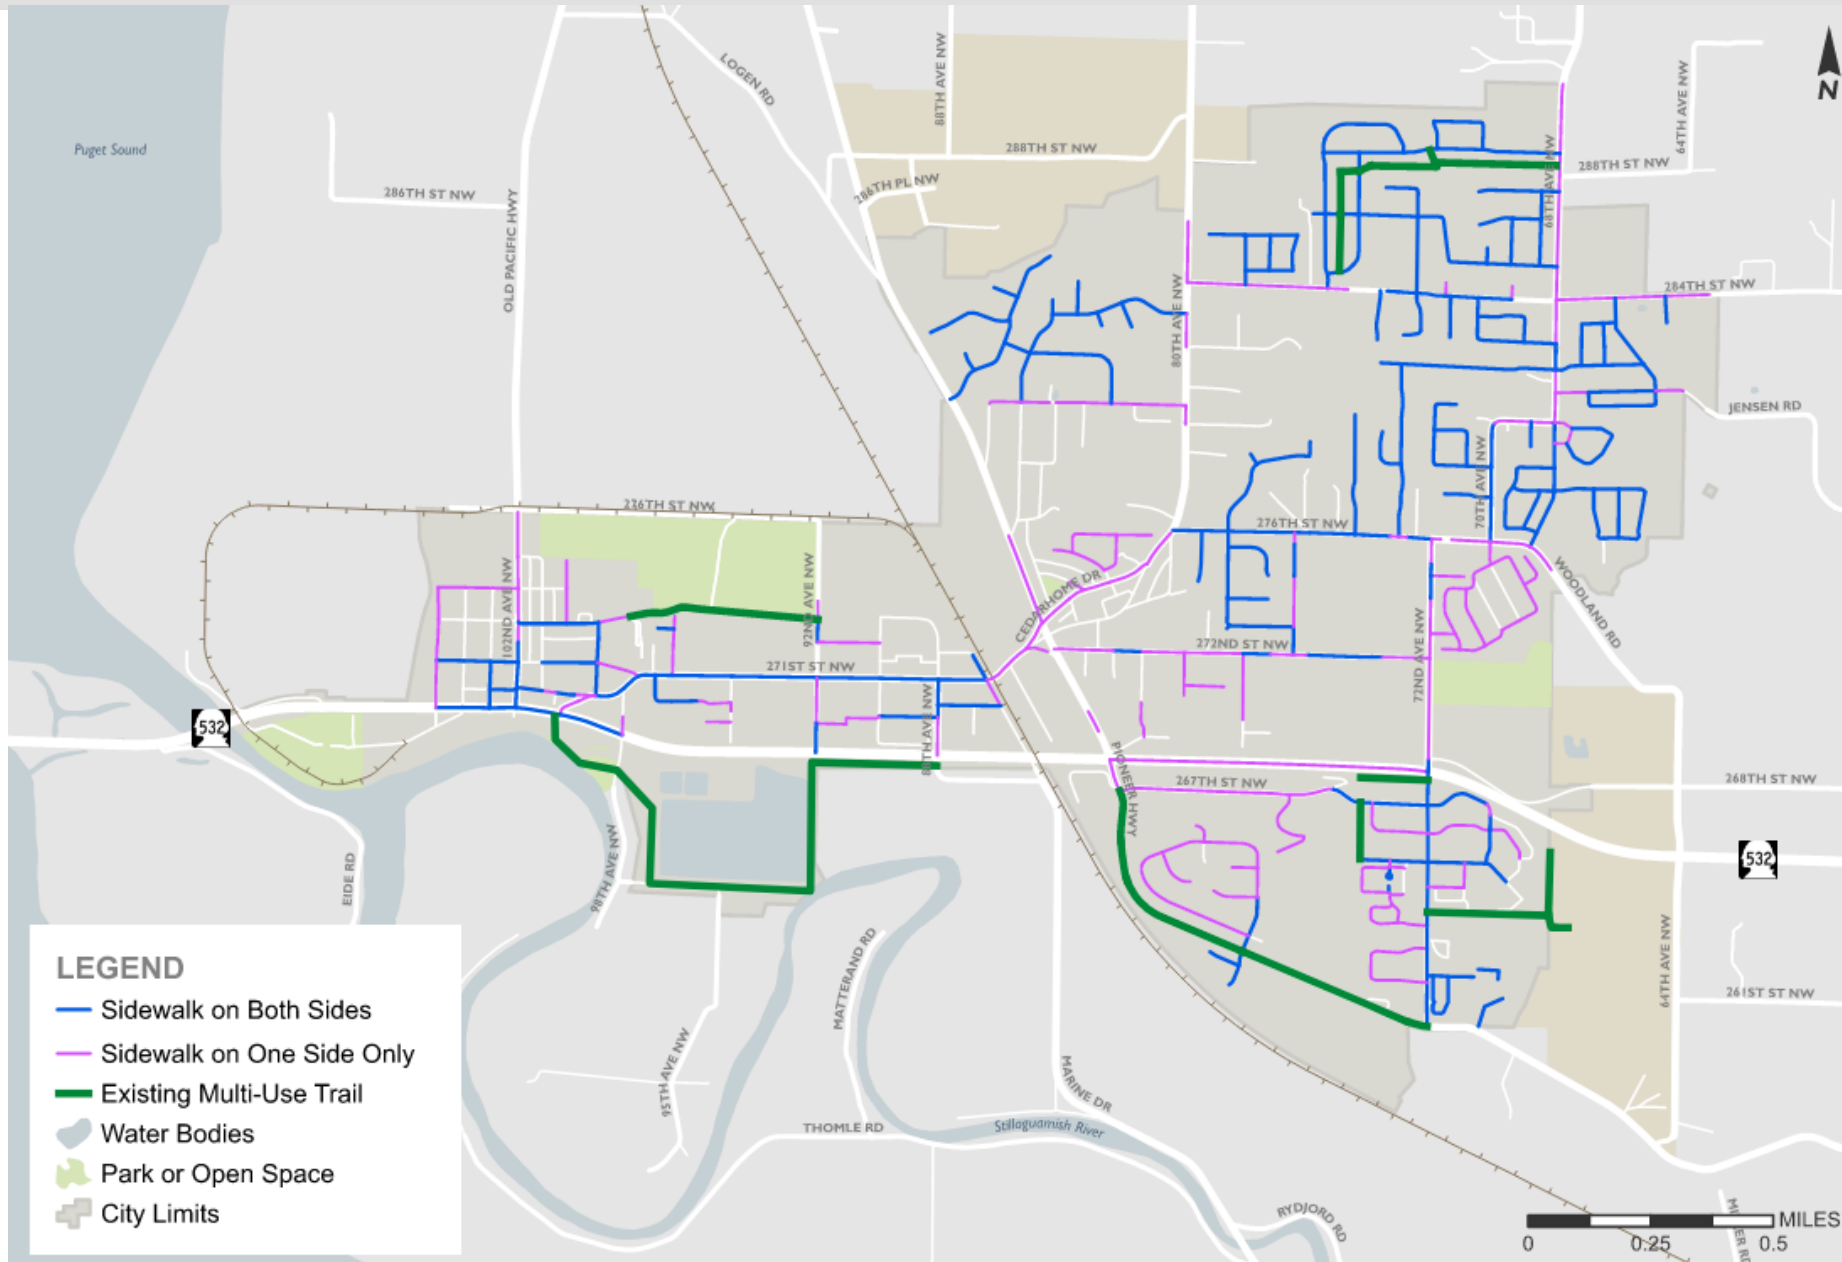 LOGEN RD
88TH AVE NW
64TH AVE NW
N
Puget Sound
288TH ST NW
288TH ST NW
68TH AVE NW
286TH ST NW
286TH PL NW
OLD PACIFIC HWY
284TH ST NW
80TH AVE NW
JENSEN RD
70TH AVE NW
276TH ST NW
276TH ST NW
WOODLAND RD
102ND AVE NW
92ND AVE NW
CEDARHOME DR
272ND ST NW
72ND AVE NW
271ST ST NW
88TH AVE NW
532
PIONEER HWY
267TH ST NW
268TH ST NW
532
EIDE RD
98TH AVE NW
MATTERAND RD
64TH AVE NW
261ST ST NW
95TH AVE NW
MARINE DR
THOMLE RD
Stillaguamish River
RYDJORD RD
LEGEND
Sidewalk on Both Sides
Sidewalk on One Side Only
Existing Multi-Use Trail
Water Bodies
Park or Open Space
City Limits
MILES
0 0.25 0.5